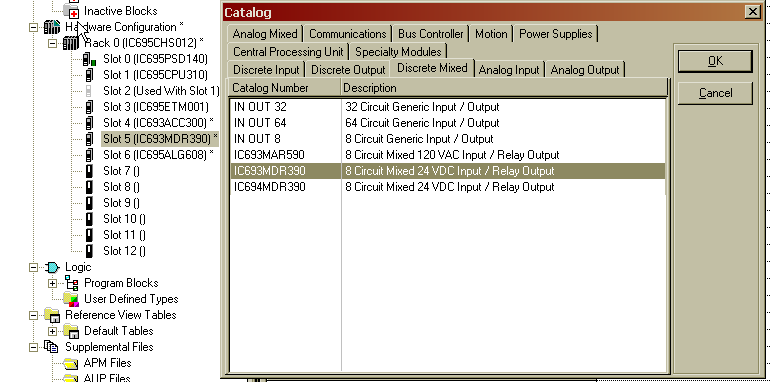 Inactive Blocks
Hardware Configuration *
Rack 0 (IC695CHS012) *
Slot 0 (IC695PSD140)
Slot 1 (IC695CPU310)
Slot 2 (Used With Slot 1)
Slot 3 (IC695ETM001)
Slot 4 (IC693ACC300) *
Slot 5 (IC693MDR390) *
Slot 6 (IC695ALG608) *
Slot 7 ()
Slot 8 ()
Slot 9 ()
Slot 10 ()
Slot 11 ()
Slot 12 ()
Logic
Program Blocks
User Defined Types
Reference View Tables
Default Tables
Supplemental Files
APM Files
AUP Files
Catalog
Analog Mixed Communications Bus Controller Motion Power Supplies
Central Processing Unit Specialty Modules
Discrete Input Discrete Output Discrete Mixed Analog Input Analog Output
Catalog Number Description
IN OUT 32 32 Circuit Generic Input / Output
IN OUT 64 64 Circuit Generic Input / Output
IN OUT 8 8 Circuit Generic Input / Output
IC693MAR590 8 Circuit Mixed 120 VAC Input / Relay Output
IC693MDR390 8 Circuit Mixed 24 VDC Input / Relay Output
IC694MDR390 8 Circuit Mixed 24 VDC Input / Relay Output
OK
Cancel